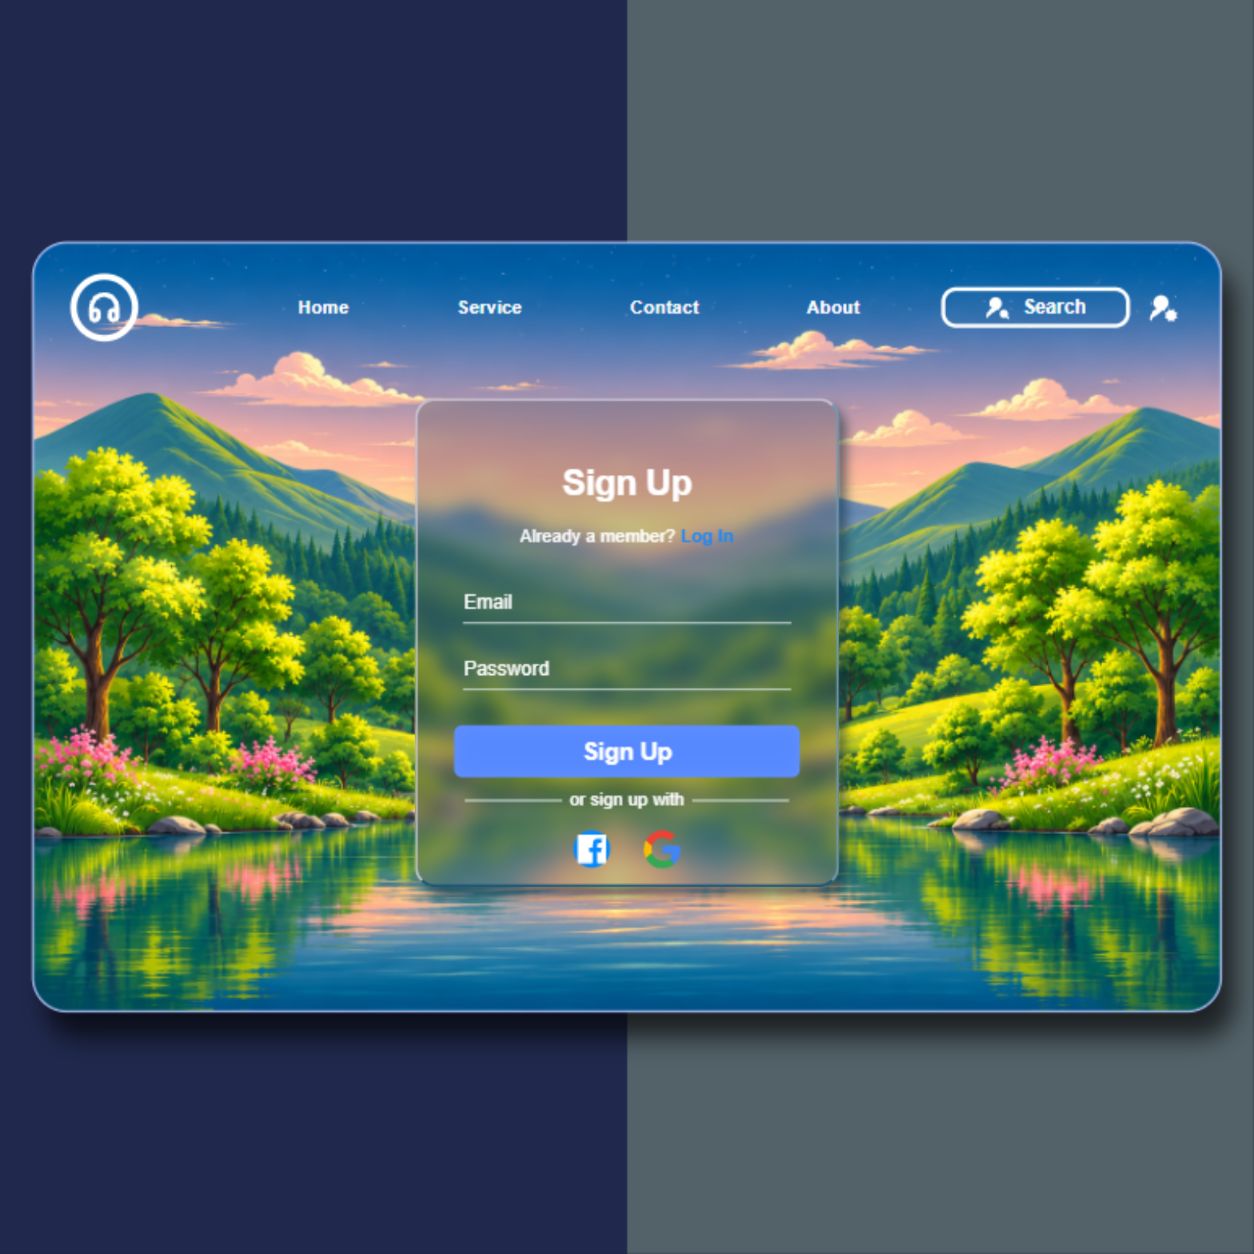 Home Service Contact About Search
Sign Up
Already a member? Log In
Email
Password
Sign Up
or sign up with